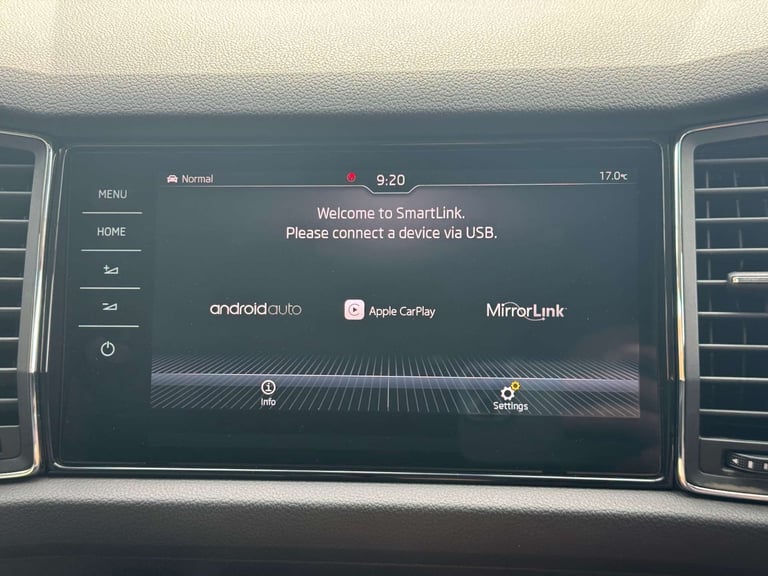 MENU
HOME
Normal
9:20
17.0°C
Welcome to SmartLink.
Please connect a device via USB.
androidauto
Apple CarPlay
MirrorLink
Info
Settings